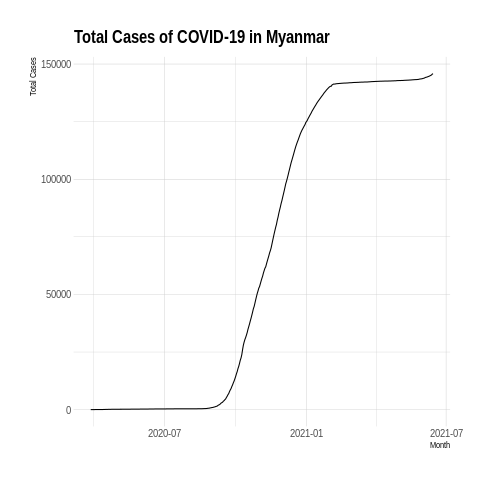 Total Cases of COVID-19 in Myanmar
Total Cases
150000
100000
50000
0
2020-07
2021-01
2021-07
Month